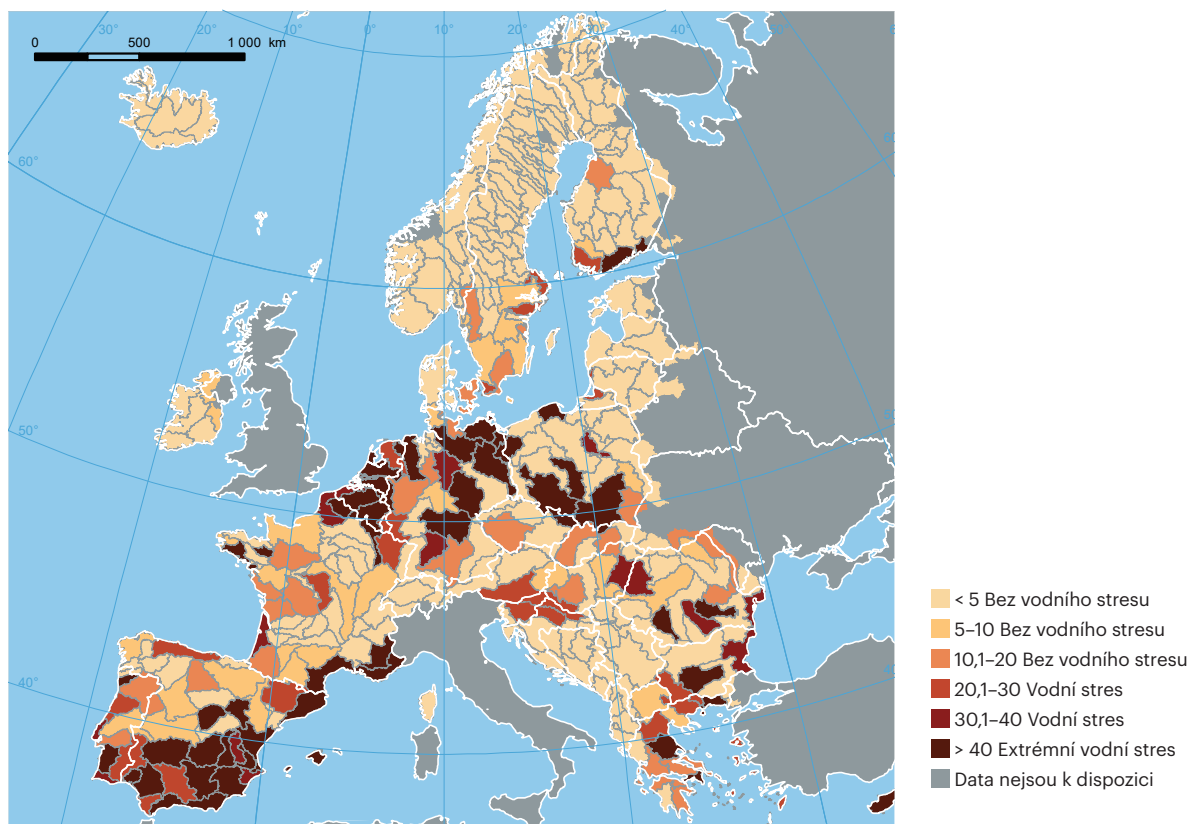 30° 20° 10° 0° 10° 20° 30° 40°
0 500 1 000 km
60°
50°
50°
40°
40°
< 5 Bez vodního stresu
5–10 Bez vodního stresu
10,1–20 Bez vodního stresu
20,1–30 Vodní stres
30,1–40 Vodní stres
> 40 Extrémní vodní stres
Data nejsou k dispozici